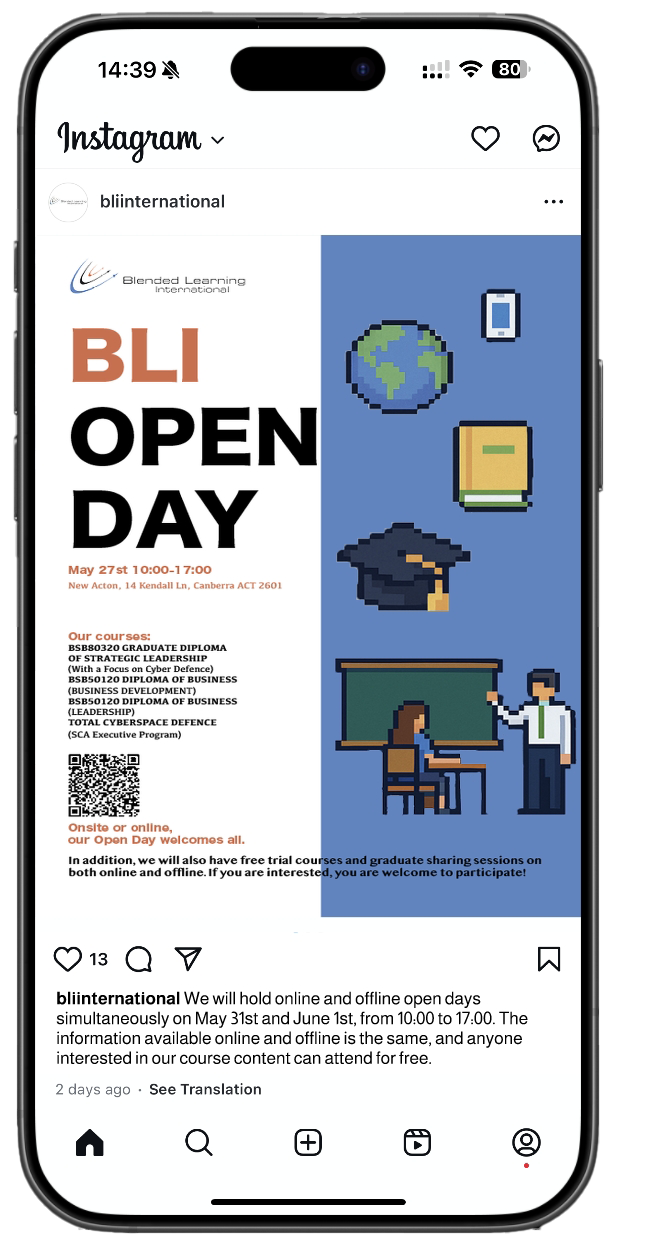 14:39
80
Instagram
bliinternational
Blended Learning
International
BLI
OPEN
DAY
May 27st 10:00-17:00
New Acton, 14 Kendall Ln, Canberra ACT 2601
Our courses:
BSB80320 GRADUATE DIPLOMA
OF STRATEGIC LEADERSHIP
(With a Focus on Cyber Defence)
BSB50120 DIPLOMA OF BUSINESS
(BUSINESS DEVELOPMENT)
BSB50120 DIPLOMA OF BUSINESS
(LEADERSHIP)
TOTAL CYBERSPACE DEFENCE
(SCA Executive Program)
Onsite or online,
our Open Day welcomes all.
In addition, we will also have free trial courses and graduate sharing sessions on
both online and offline. If you are interested, you are welcome to participate!
13
bliinternational We will hold online and offline open days
simultaneously on May 31st and June 1st, from 10:00 to 17:00. The
information available online and offline is the same, and anyone
interested in our course content can attend for free.
2 days ago · See Translation